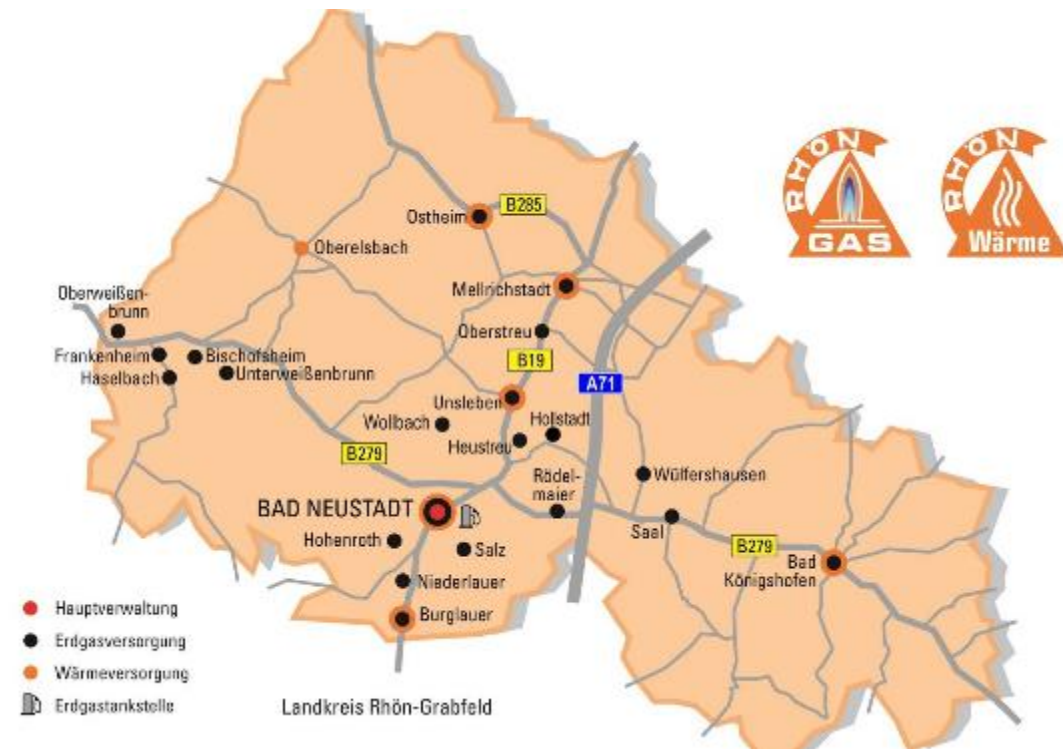 RHÖN
GAS
RHÖN
Wärme
B285
Ostheim
Oberelsbach
Mellrichstadt
Oberweißen-
brunn
Oberstreu
Frankenheim
Bischofsheim
B19
Haselbach
Unterweißenbrunn
A71
Unsleben
Hollstadt
Wollbach
Heustreu
B279
Rödel-
maier
Wülfershausen
BAD NEUSTADT
Saal
Hohenroth
Salz
B279
Bad
Königshofen
Niederlauer
Burglauer
Hauptverwaltung
Erdgasversorgung
Wärmeversorgung
Erdgastankstelle
Landkreis Rhön-Grabfeld